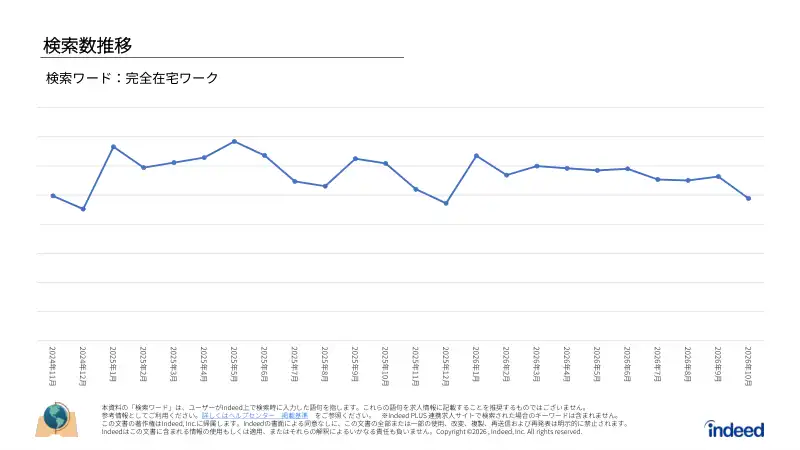 検索数推移
検索ワード：完全在宅ワーク
2024年11月
2024年12月
2025年1月
2025年2月
2025年3月
2025年4月
2025年5月
2025年6月
2025年7月
2025年8月
2025年9月
2025年10月
2025年11月
2025年12月
2026年1月
2026年2月
2026年3月
2026年4月
2026年5月
2026年6月
2026年7月
2026年8月
2026年9月
2026年10月
本資料の「検索ワード」は、ユーザーがIndeed上で検索時に入力した語句を指します。これらの語句を求人情報に記載することを推奨するものではございません。
参考情報としてご利用ください。詳しくはヘルプセンター 掲載基準 をご参照ください。 ※Indeed PLUS 連携求人サイトで検索された場合のキーワードは含まれません。
この文書の著作権はIndeed, Inc.に帰属します。Indeedの書面による同意なしに、この文書の全部または一部の使用、改変、複製、再送信および再発表は明示的に禁止されます。
Indeedはこの文書に含まれる情報の使用もしくは適用、またはそれらの解釈によるいかなる責任も負いません。Copyright ©2026 , Indeed, Inc. All rights reserved.
indeed